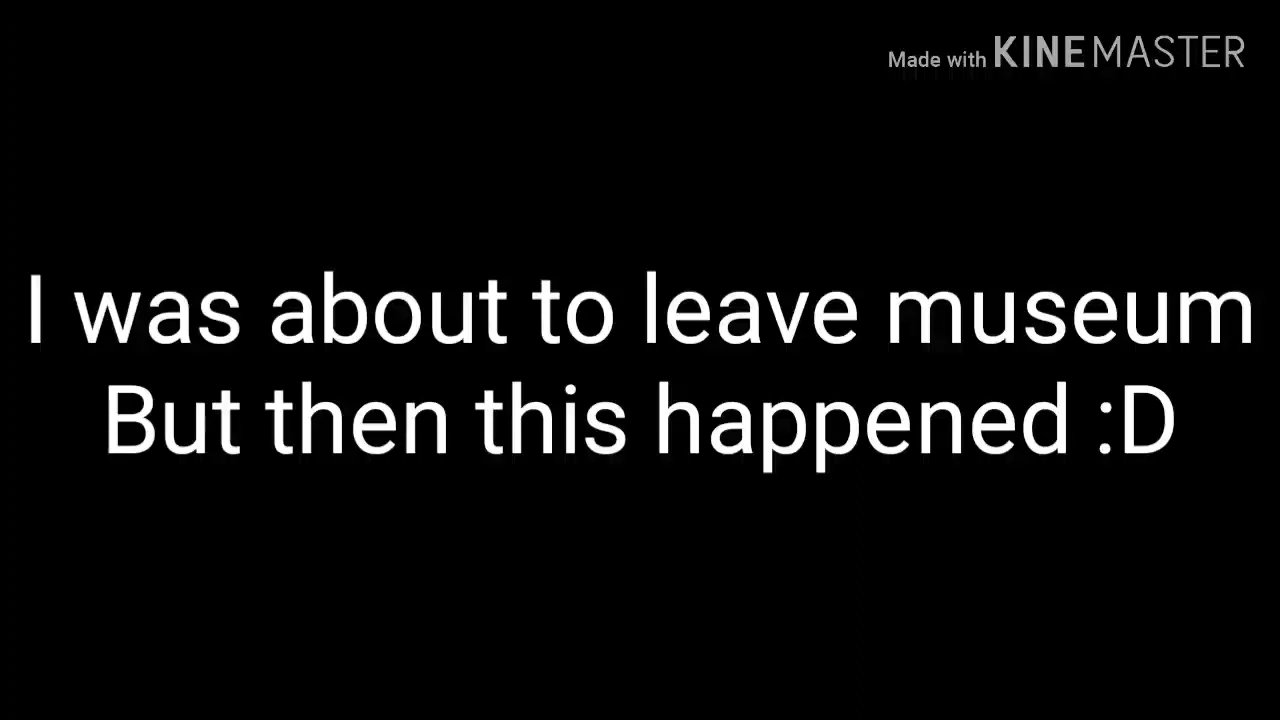 Made with KINEMASTER
I was about to leave museum
But then this happened :D